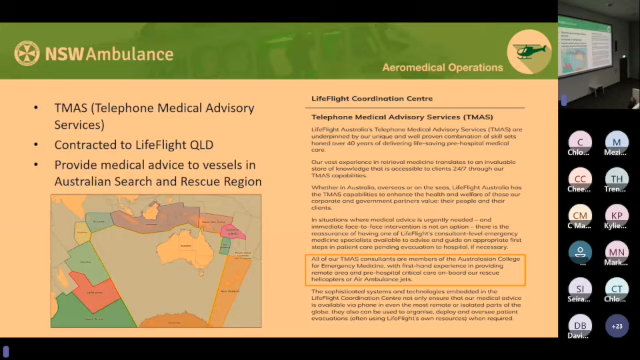 NSW Ambulance
Aeromedical Operations
• TMAS (Telephone Medical Advisory
Services)
• Contracted to LifeFlight QLD
• Provide medical advice to vessels in
Australian Search and Rescue Region
LifeFlight Coordination Centre
Telephone Medical Advisory Services (TMAS)
LifeFlight Australia's Telephone Medical Advisory Services (TMAS) are
underpinned by our unique and well proven combination of skill sets
honed over 40 years of delivering life-saving pre-hospital medical
care.
Our vast experience in retrieval medicine translates to an invaluable
store of knowledge that is accessible to clients 24/7 through our
TMAS capabilities.
Whether in Australia, overseas or on the seas, LifeFlight Australia has
the TMAS capabilities to enhance the health and welfare of those our
corporate and government partners value: their people and their
clients.
In situations where medical advice is urgently needed – and
immediate face-to-face intervention is not an option – there is
the reassurance of having one of LifeFlight's consultant-level emergency
medicine specialists available to advise and guide on appropriate first
steps in patient care pending evacuation to hospital, if necessary.
All of our TMAS consultants are members of the Australasian College
for Emergency Medicine, with first-hand experience in providing
remote area and pre-hospital critical care on-board our rescue
helicopters or Air Ambulance jets.
The sophisticated systems and technologies embedded in the
LifeFlight Coordination Centre not only ensure that our medical advice
is available via phone in even the most remote or isolated parts of the
globe, they also can be used to organise, deploy and oversee patient
evacuations (often using LifeFlight's own resources) when required.
C
Chlo...
M
Mezi...
C
Chee...
TH
Tren...
CM
C Ma...
KP
Kylie...
MN
Mark...
SI
Seira...
CT
Chlo...
DB
Davi...
+23